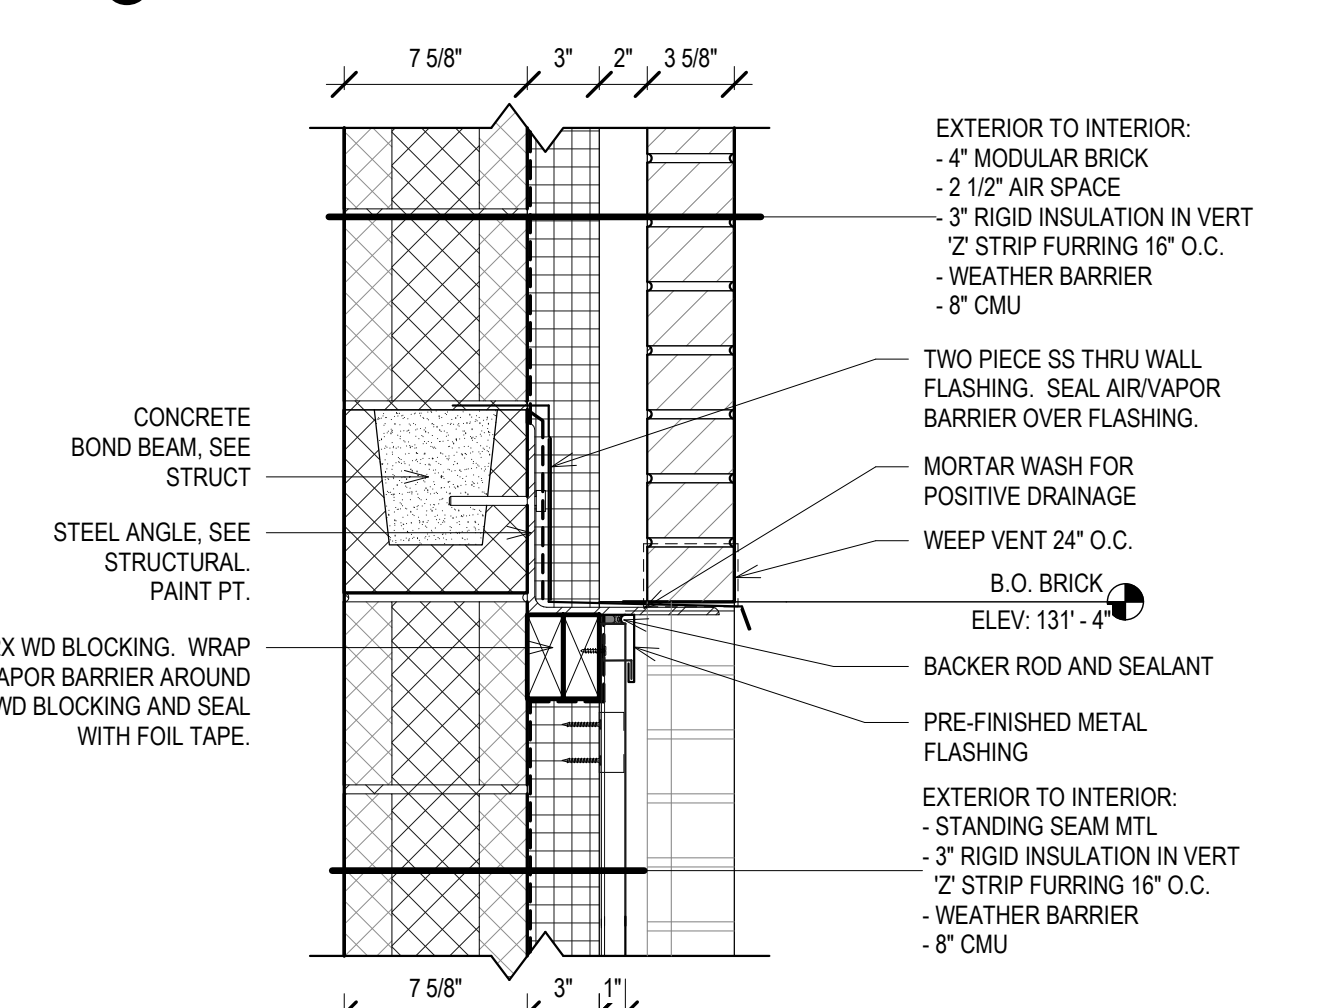 7 5/8"
3"
2"
3 5/8"
EXTERIOR TO INTERIOR:
- 4" MODULAR BRICK
- 2 1/2" AIR SPACE
- 3" RIGID INSULATION IN VERT
'Z' STRIP FURRING 16" O.C.
- WEATHER BARRIER
- 8" CMU
TWO PIECE SS THRU WALL
FLASHING. SEAL AIR/VAPOR
BARRIER OVER FLASHING.
CONCRETE
BOND BEAM, SEE
STRUCT
MORTAR WASH FOR
POSITIVE DRAINAGE
STEEL ANGLE, SEE
STRUCTURAL.
PAINT PT.
WEEP VENT 24" O.C.
B.O. BRICK
ELEV: 131' - 4"
WD BLOCKING. WRAP
BARRIER AROUND
WD BLOCKING AND SEAL
WITH FOIL TAPE.
BACKER ROD AND SEALANT
PRE-FINISHED METAL
FLASHING
EXTERIOR TO INTERIOR:
- STANDING SEAM MTL
- 3" RIGID INSULATION IN VERT
'Z' STRIP FURRING 16" O.C.
- WEATHER BARRIER
- 8" CMU
7 5/8"
3"
1"